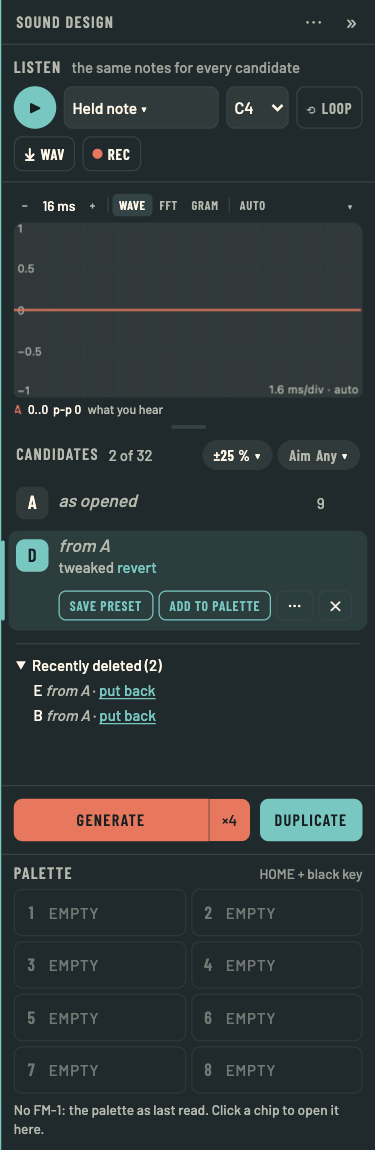 SOUND DESIGN ··· »
LISTEN the same notes for every candidate
Held note ▾ C4 LOOP
WAV REC
− 16 ms + WAVE FFT GRAM AUTO ▾
1
0.5
0
−0.5
−1 1.6 ms/div · auto
A 0..0 p-p 0 what you hear
CANDIDATES 2 of 32 ±25 % ▾ Aim Any ▾
A as opened 9
D from A
tweaked revert
SAVE PRESET ADD TO PALETTE ··· ✕
▼ Recently deleted (2)
E from A · put back
B from A · put back
GENERATE ×4 DUPLICATE
PALETTE HOME + black key
1 EMPTY 2 EMPTY
3 EMPTY 4 EMPTY
5 EMPTY 6 EMPTY
7 EMPTY 8 EMPTY
No FM-1: the palette as last read. Click a chip to open it
here.